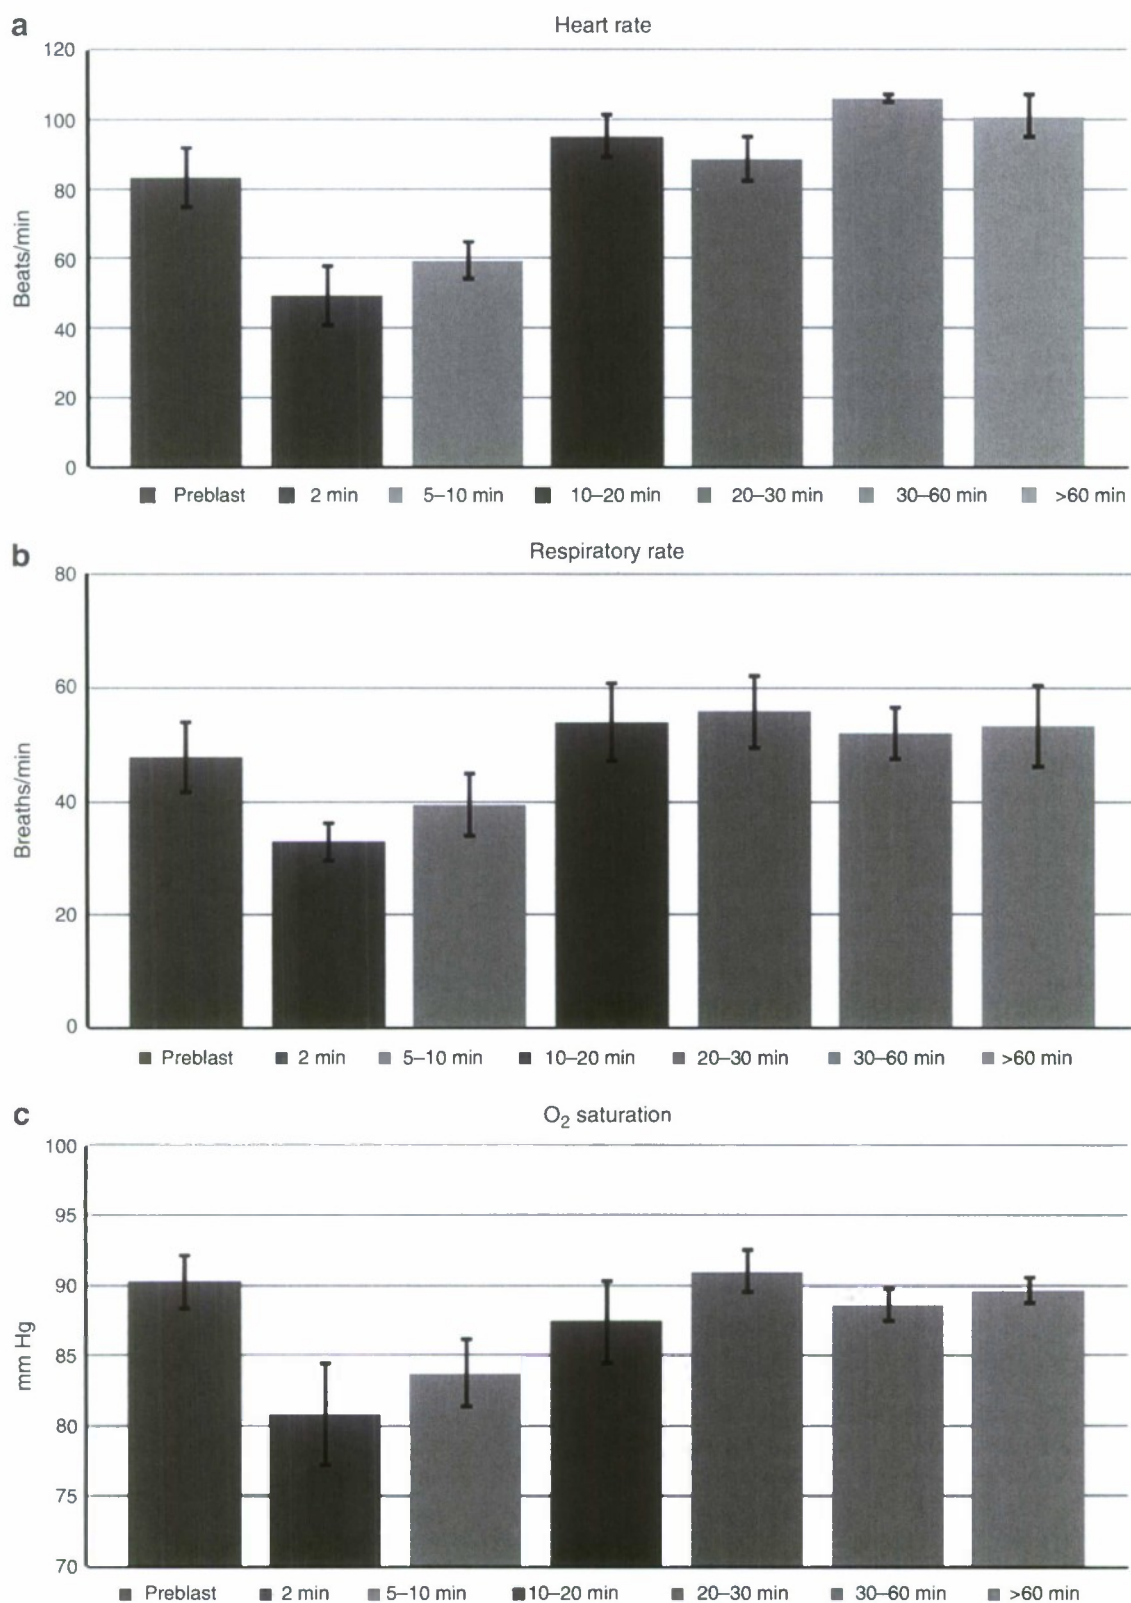 a
Heart rate
120
100
80
60
40
20
0
Beats/min
Preblast 2 min 5–10 min 10–20 min 20–30 min 30–60 min >60 min
b
Respiratory rate
80
60
40
20
0
Breaths/min
Preblast 2 min 5–10 min 10–20 min 20–30 min 30–60 min >60 min
c
O₂ saturation
100
95
90
85
80
75
70
mm Hg
Preblast 2 min 5–10 min 10–20 min 20–30 min 30–60 min >60 min